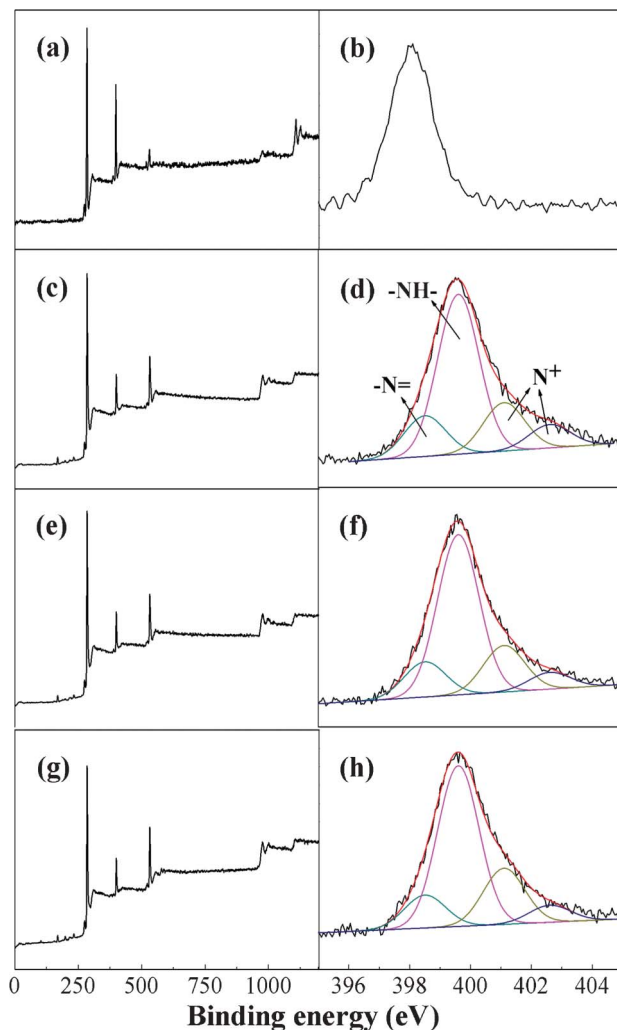 (a)
(b)
(c)
(d)
-NH-
-N=
N+
(e)
(f)
(g)
(h)
0 250 500 750 1000 396 398 400 402 404
Binding energy (eV)